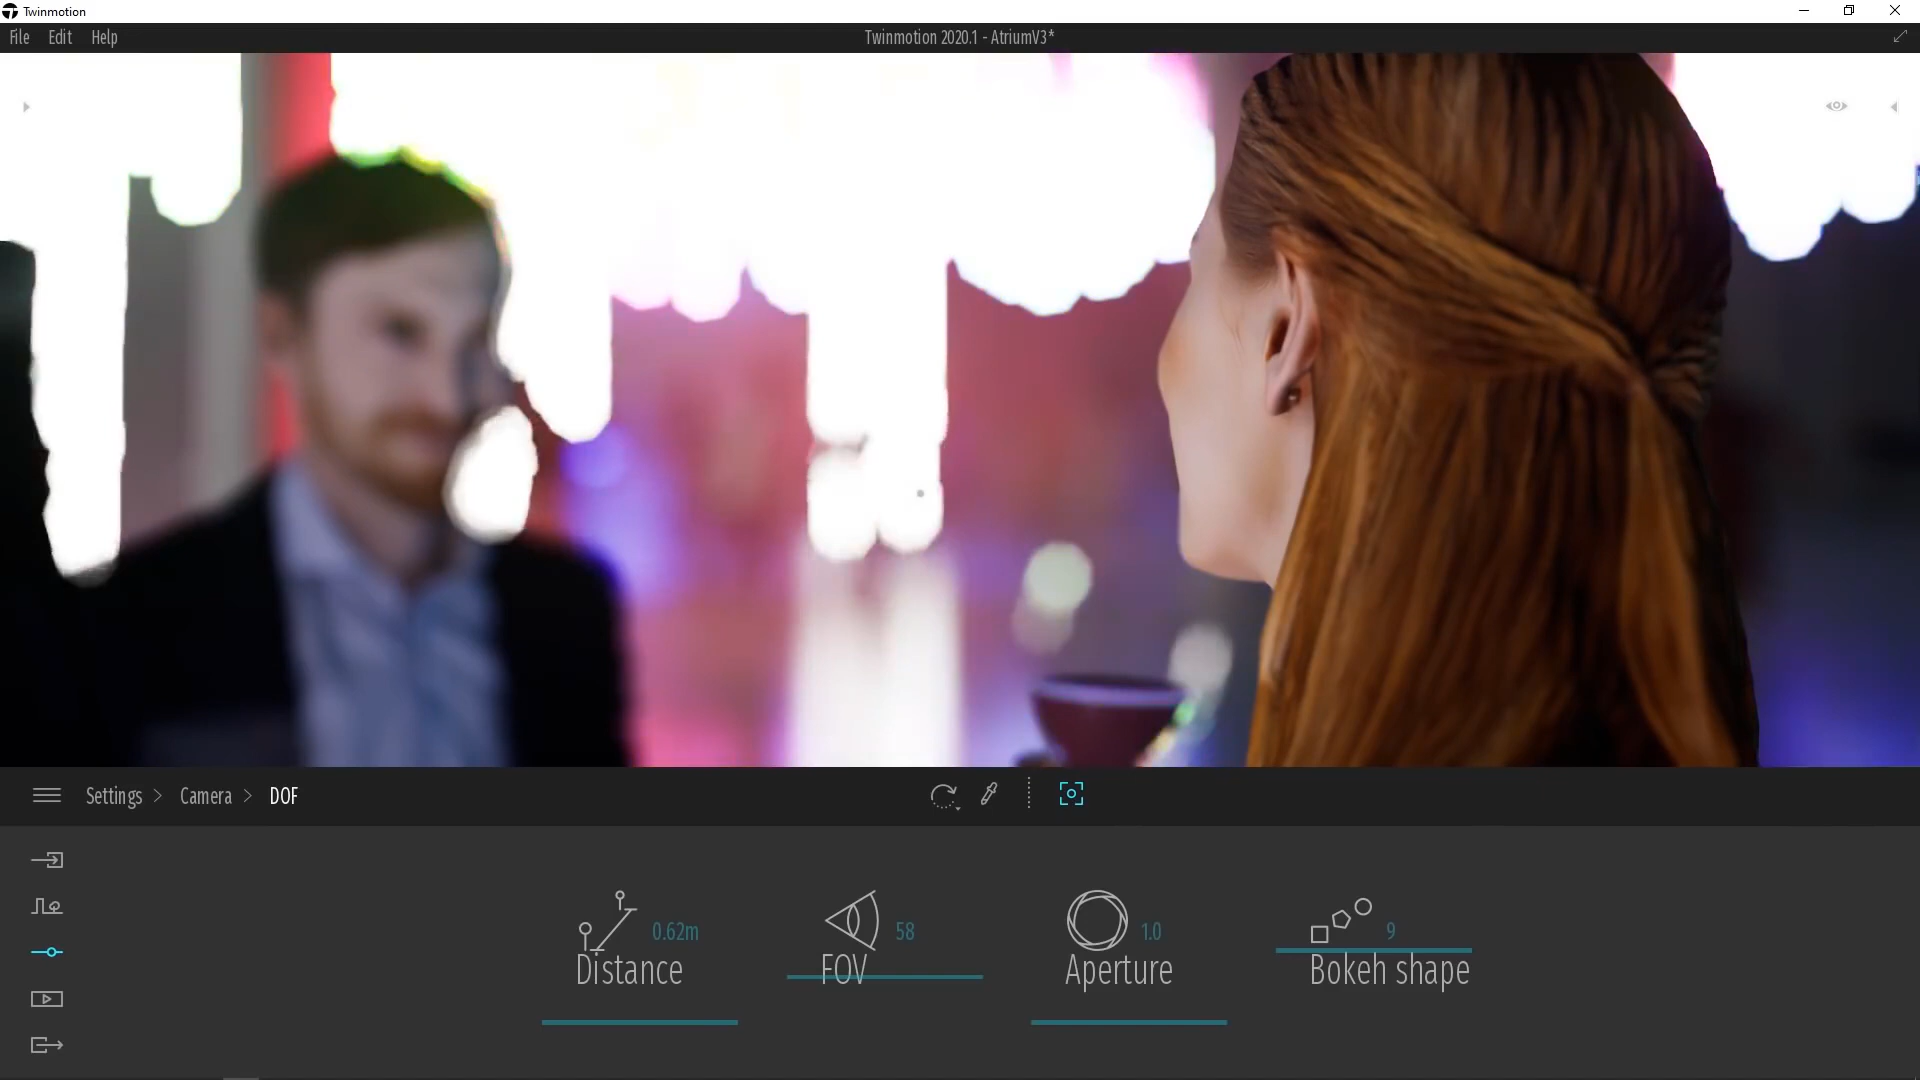 Twinmotion
File Edit Help
Twinmotion 2020.1 - AtriumV3*
Settings > Camera > DOF
0.62m
Distance
58
FOV
1.0
Aperture
9
Bokeh shape